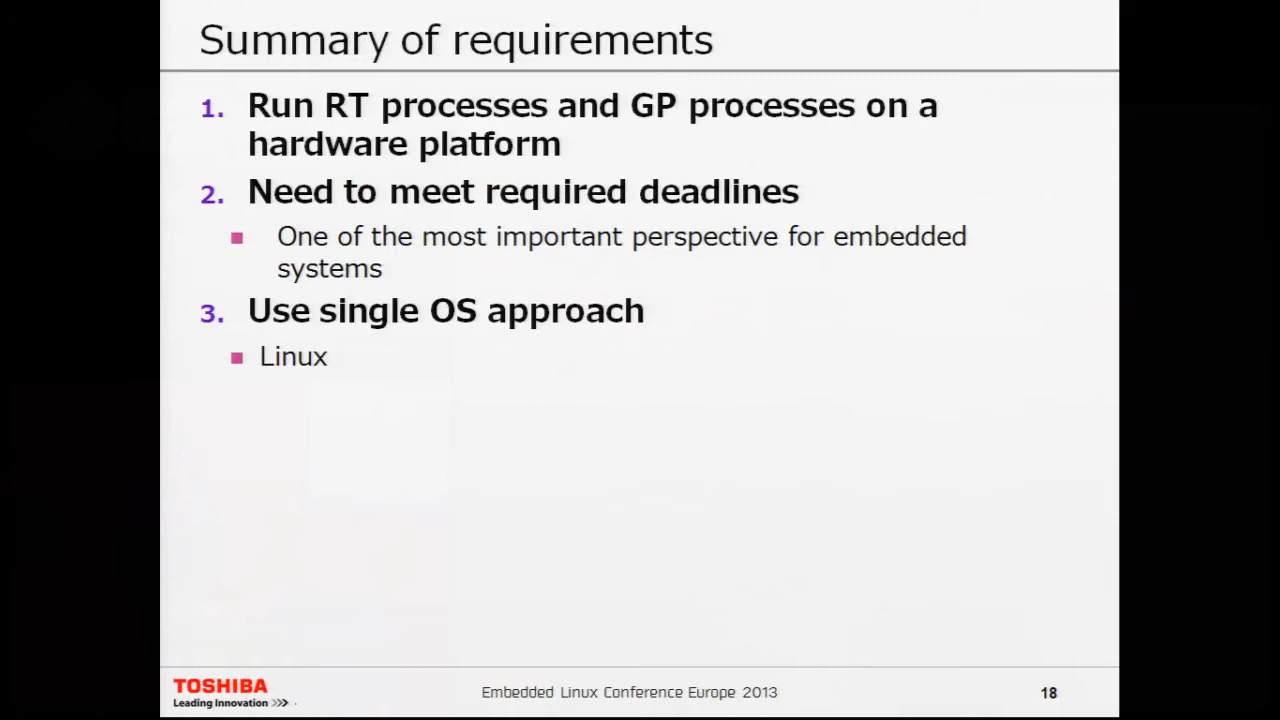 Summary of requirements
1. Run RT processes and GP processes on a
hardware platform
2. Need to meet required deadlines
■ One of the most important perspective for embedded
systems
3. Use single OS approach
■ Linux
TOSHIBA
Leading Innovation >>>
Embedded Linux Conference Europe 2013
18